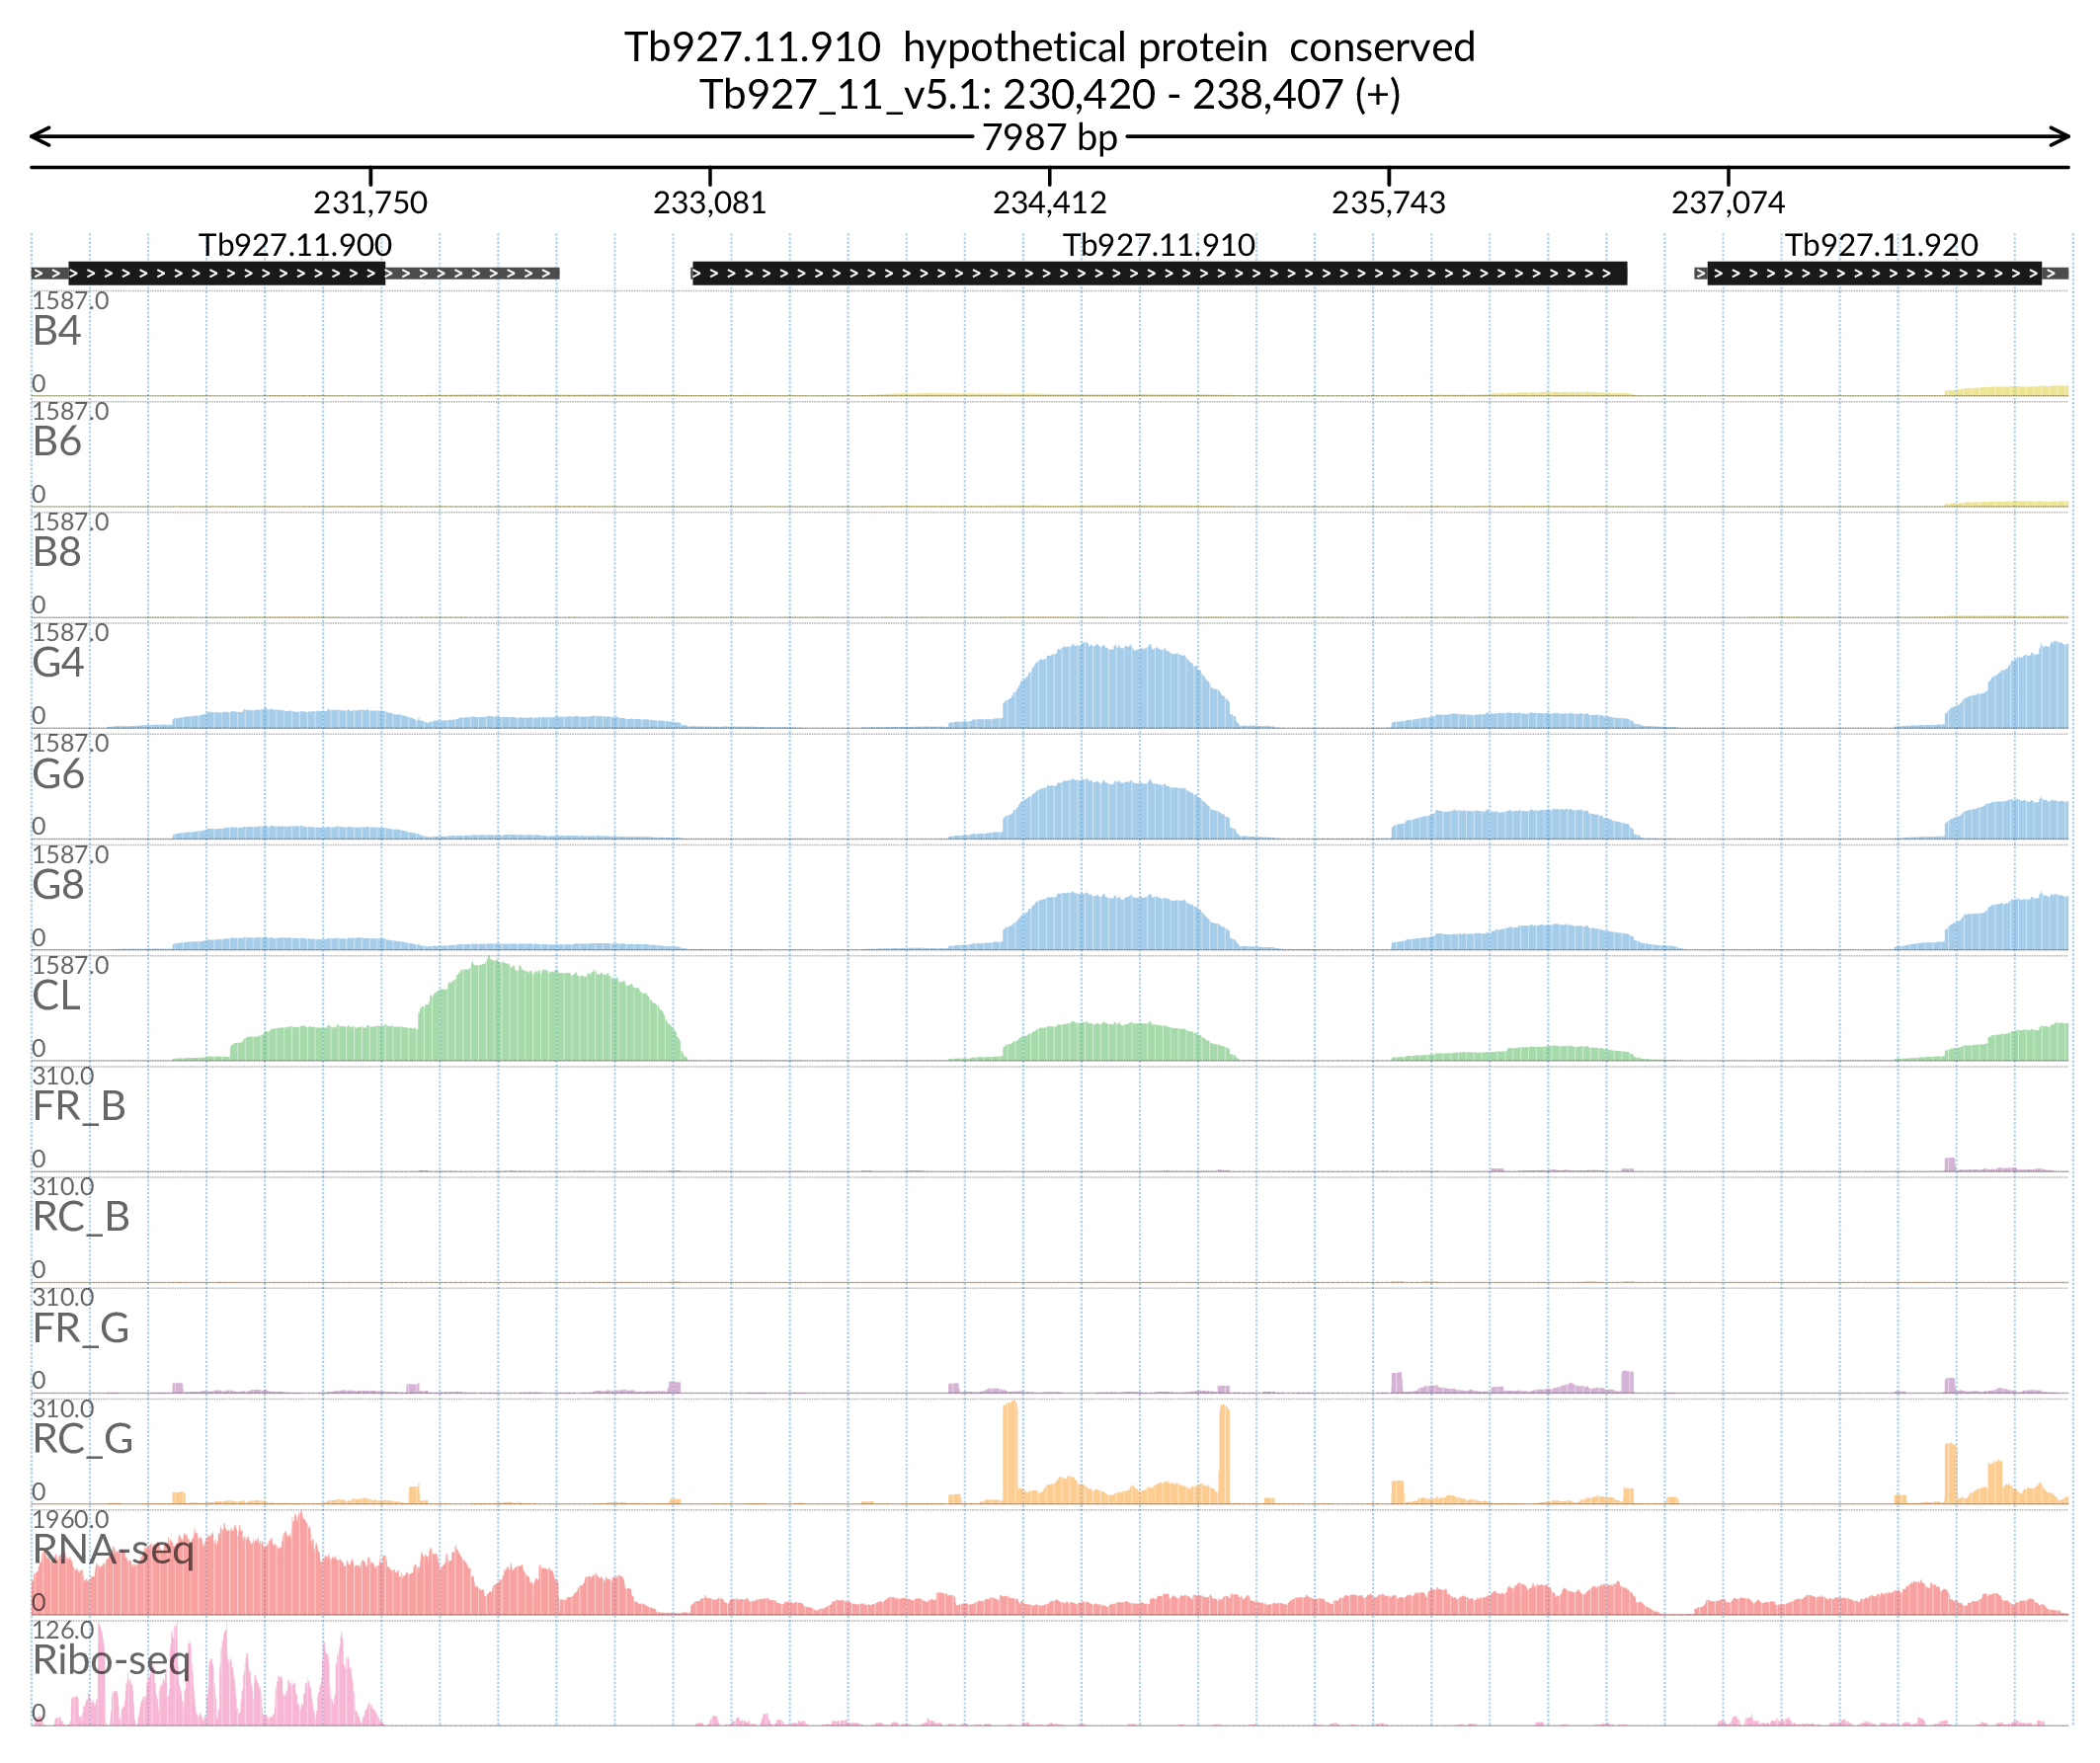 Tb927.11.910  hypothetical protein  conserved
Tb927_11_v5.1: 230,420 - 238,407 (+)
7987 bp
231,750 233,081 234,412 235,743 237,074
Tb927.11.900 Tb927.11.910 Tb927.11.920
1587.0
B4
0
1587.0
B6
0
1587.0
B8
0
1587.0
G4
0
1587.0
G6
0
1587.0
G8
0
1587.0
CL
0
310.0
FR_B
0
310.0
RC_B
0
310.0
FR_G
0
310.0
RC_G
0
1960.0
RNA-seq
0
126.0
Ribo-seq
0